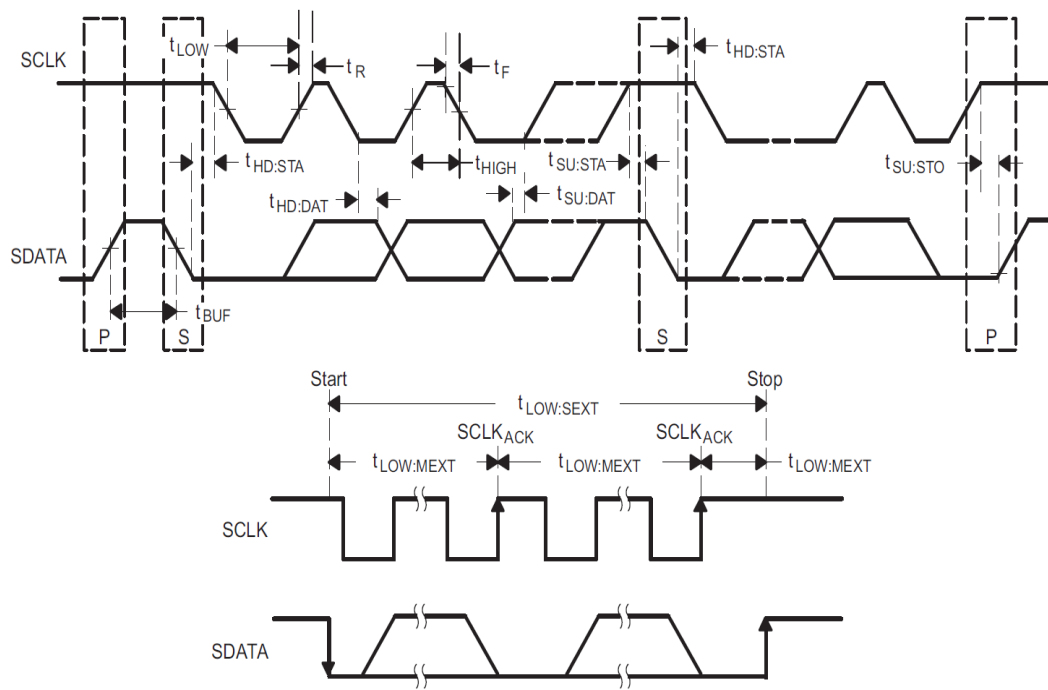 tLOW
tHD:STA
SCLK
tR
tF
tHD:STA
tHIGH
tSU:STA
tSU:STO
tHD:DAT
tSU:DAT
SDATA
tBUF
P
S
S
P
Start
Stop
tLOW:SEXT
SCLKACK
SCLKACK
tLOW:MEXT
tLOW:MEXT
tLOW:MEXT
SCLK
SDATA